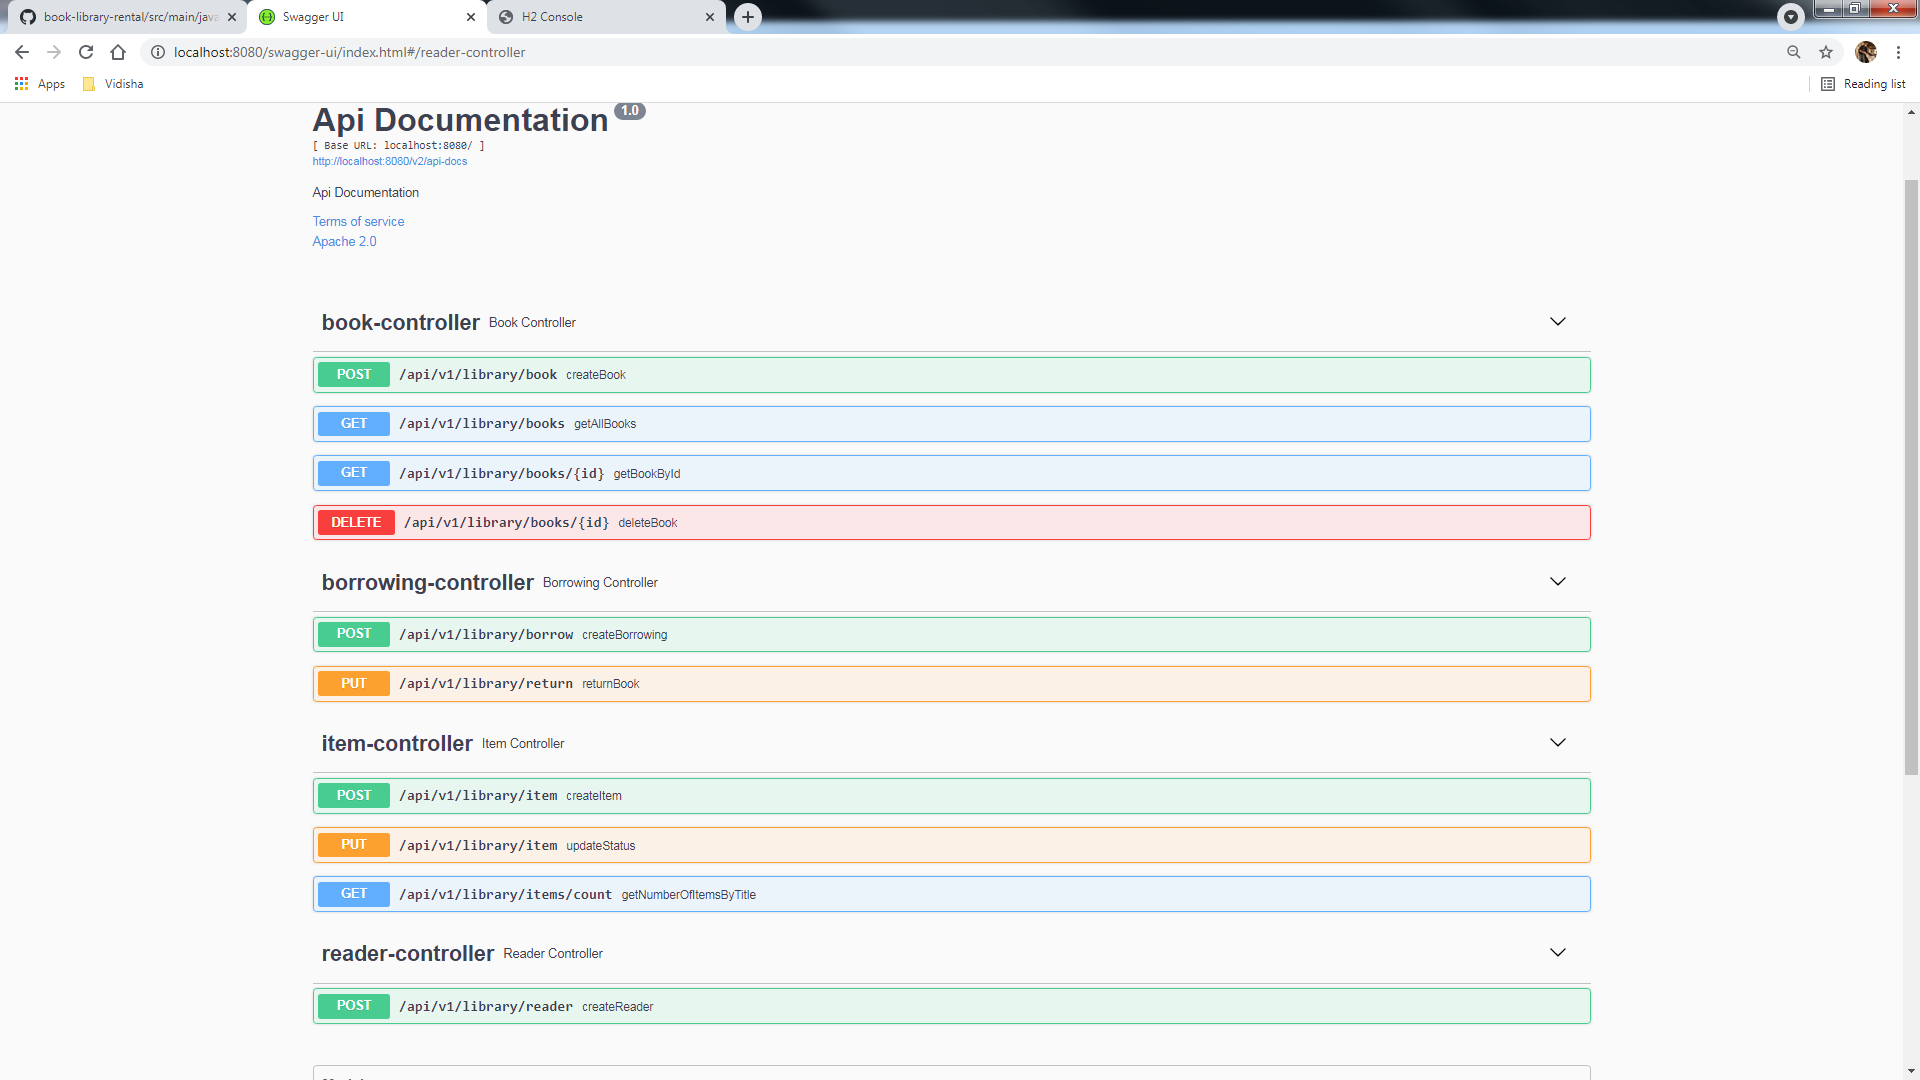 book-library-rental/src/main/java
Swagger UI
H2 Console
localhost:8080/swagger-ui/index.html#/reader-controller
Apps
Vidisha
Reading list
Api Documentation 1.0
[ Base URL: localhost:8080/ ]
http://localhost:8080/v2/api-docs
Api Documentation
Terms of service
Apache 2.0
book-controller Book Controller
POST /api/v1/library/book createBook
GET /api/v1/library/books getAllBooks
GET /api/v1/library/books/{id} getBookById
DELETE /api/v1/library/books/{id} deleteBook
borrowing-controller Borrowing Controller
POST /api/v1/library/borrow createBorrowing
PUT /api/v1/library/return returnBook
item-controller Item Controller
POST /api/v1/library/item createItem
PUT /api/v1/library/item updateStatus
GET /api/v1/library/items/count getNumberOfItemsByTitle
reader-controller Reader Controller
POST /api/v1/library/reader createReader